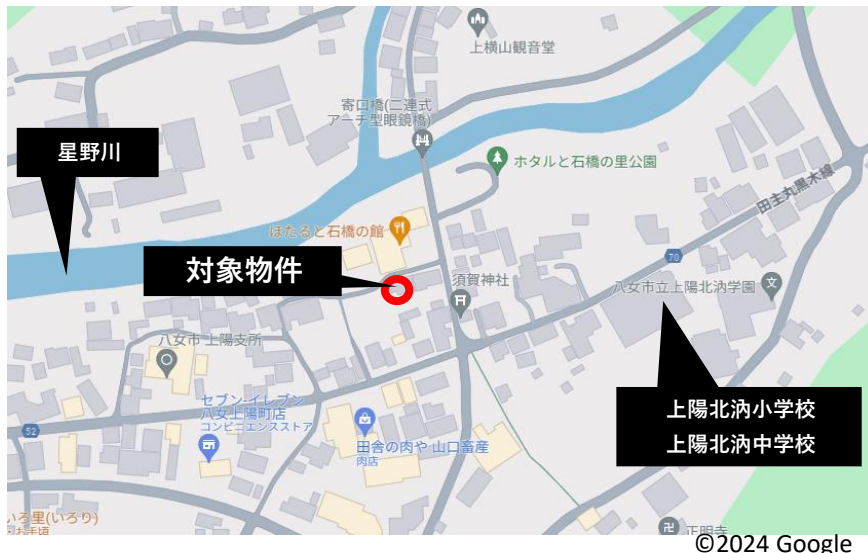 上横山観音堂
寄口橋(二連式
アーチ型眼鏡橋)
星野川
ホタルと石橋の里公園
田主丸黒木線
ほたると石橋の館
対象物件
須賀神社
70
八女市立上陽北汭学園
文
八女市 上陽支所
セブン-イレブン
八女上陽町店
コンビニエンスストア
上陽北汭小学校
上陽北汭中学校
52
田舎の肉や 山口畜産
肉店
いろ里(いろり)
・お手頃
正明寺
©2024 Google